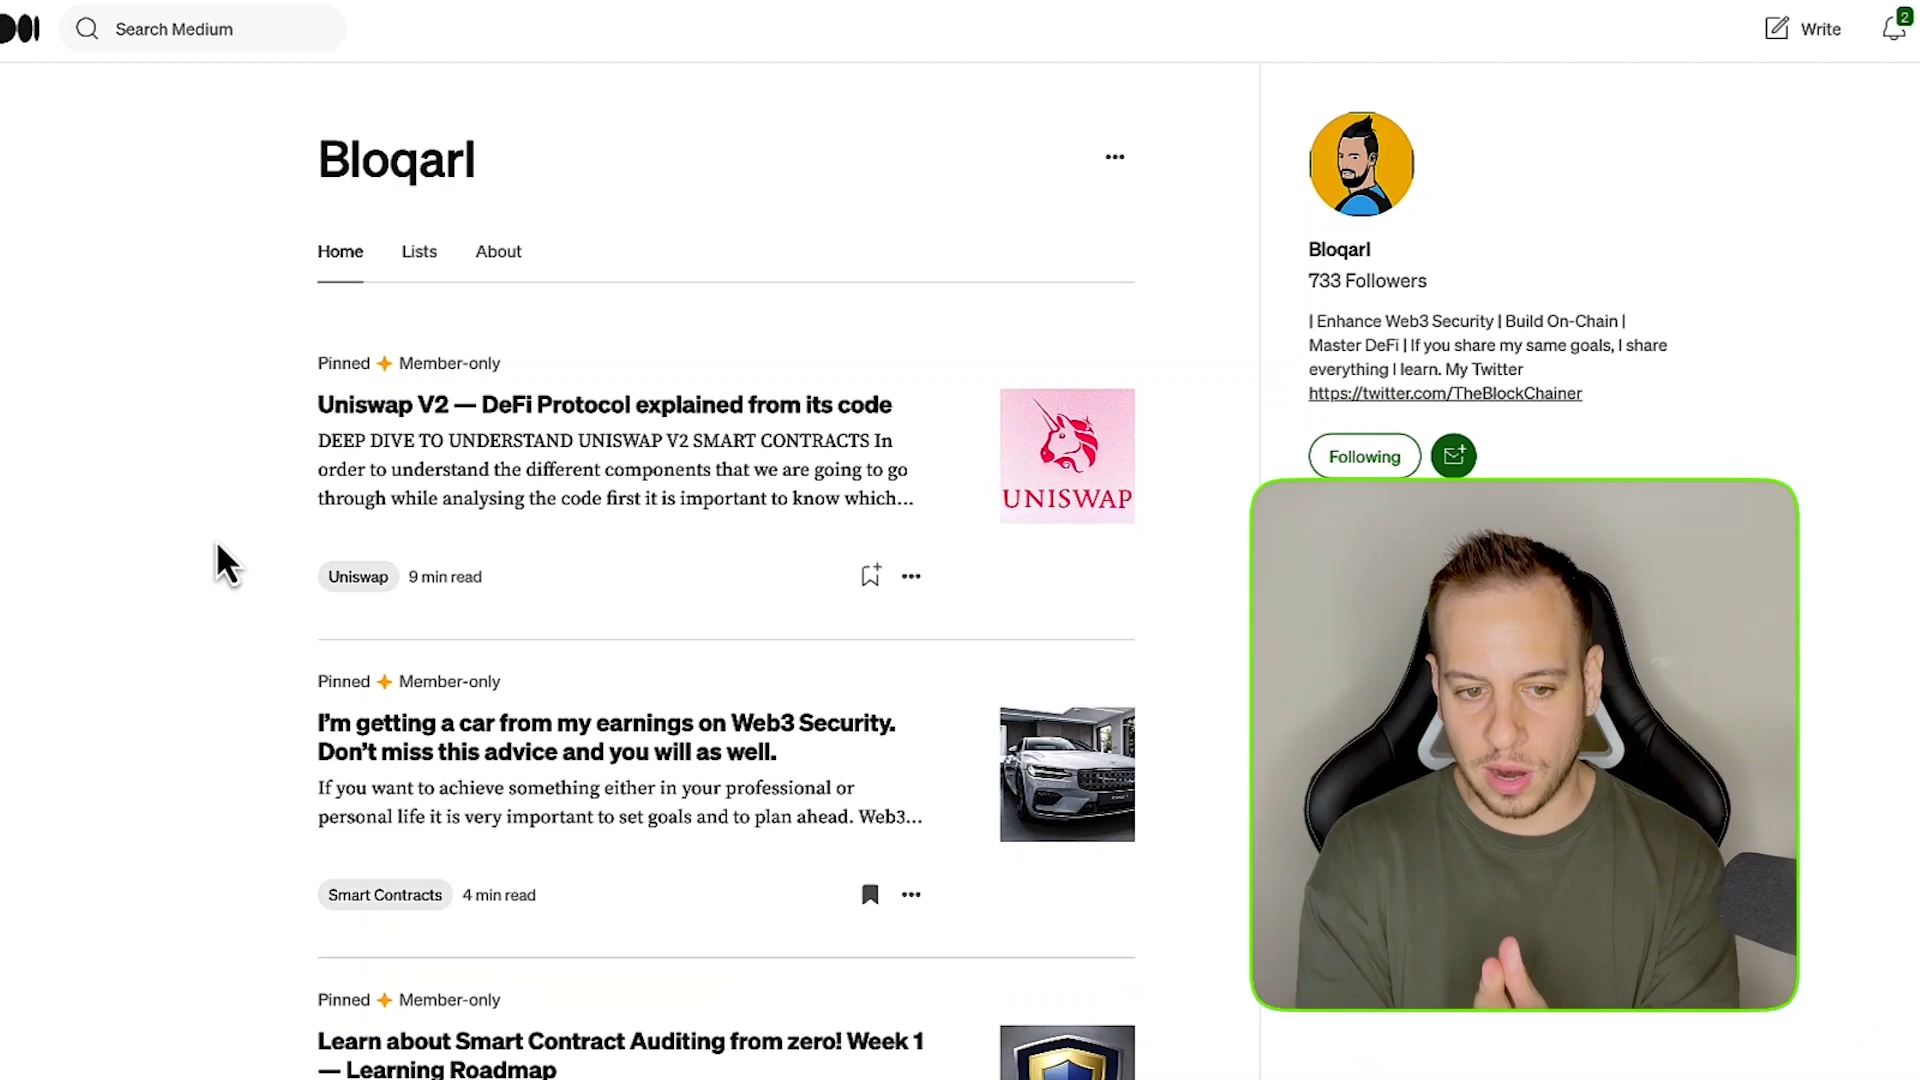 Search Medium
Write
2
Bloqarl
Home
Lists
About
Pinned Member-only
Uniswap V2 — DeFi Protocol explained from its code
DEEP DIVE TO UNDERSTAND UNISWAP V2 SMART CONTRACTS In
order to understand the different components that we are going to go
through while analysing the code first it is important to know which...
UNISWAP
Uniswap
9 min read
Pinned Member-only
I'm getting a car from my earnings on Web3 Security.
Don't miss this advice and you will as well.
If you want to achieve something either in your professional or
personal life it is very important to set goals and to plan ahead. Web3...
Smart Contracts
4 min read
Pinned Member-only
Learn about Smart Contract Auditing from zero! Week 1
— Learning Roadmap
Bloqarl
733 Followers
| Enhance Web3 Security | Build On-Chain |
Master DeFi | If you share my same goals, I share
everything I learn. My Twitter
https://twitter.com/TheBlockChainer
Following